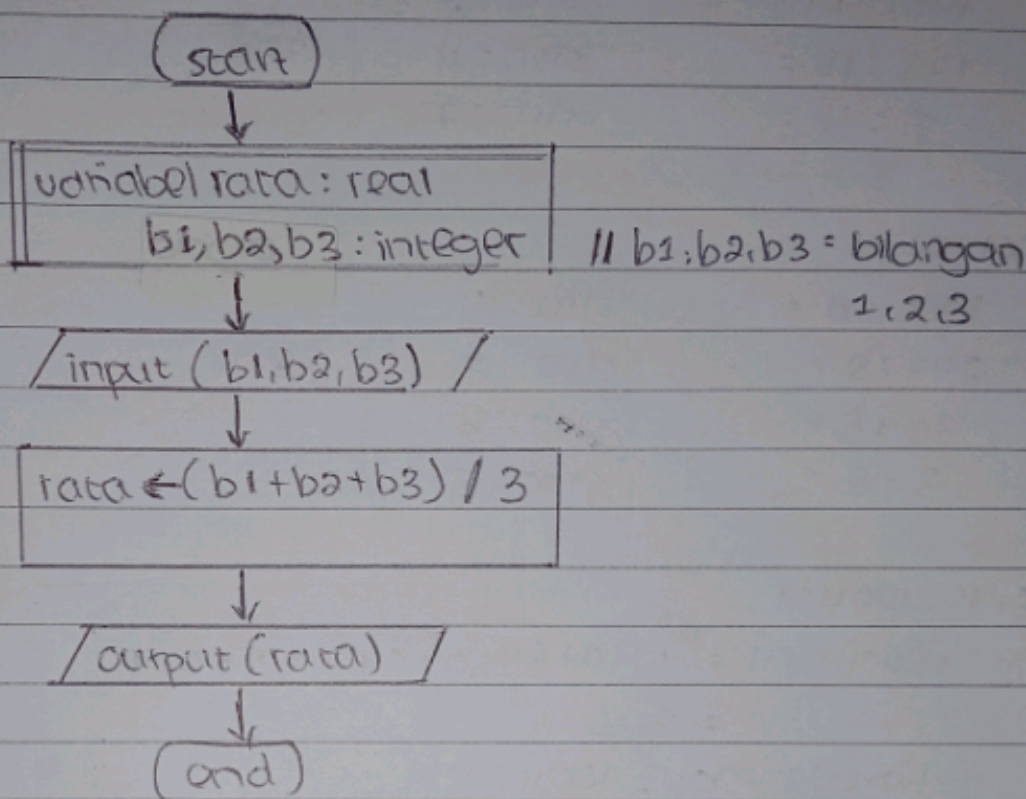 start
variabel rata : real
b1, b2, b3 : integer
// b1, b2, b3 = bilangan
1, 2, 3
input (b1, b2, b3)
rata ← (b1+b2+b3) / 3
output (rata)
end